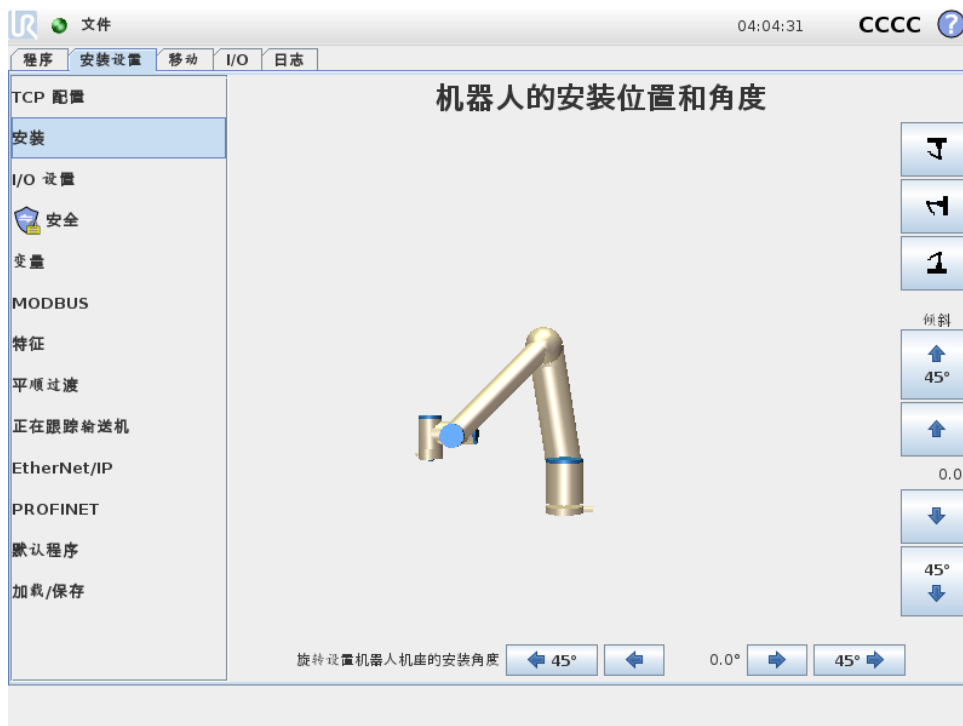 UR 文件 04:04:31 CCCC ?
程序 安装设置 移动 I/O 日志
TCP 配置
机器人的安装位置和角度
安装
I/O 设置
安全
变量
MODBUS
特征
倾斜
45°
平顺过渡
正在跟踪输送机
EtherNet/IP
0.0
PROFINET
默认程序
45°
加载/保存
旋转设置机器人机座的安装角度 45° 0.0° 45°